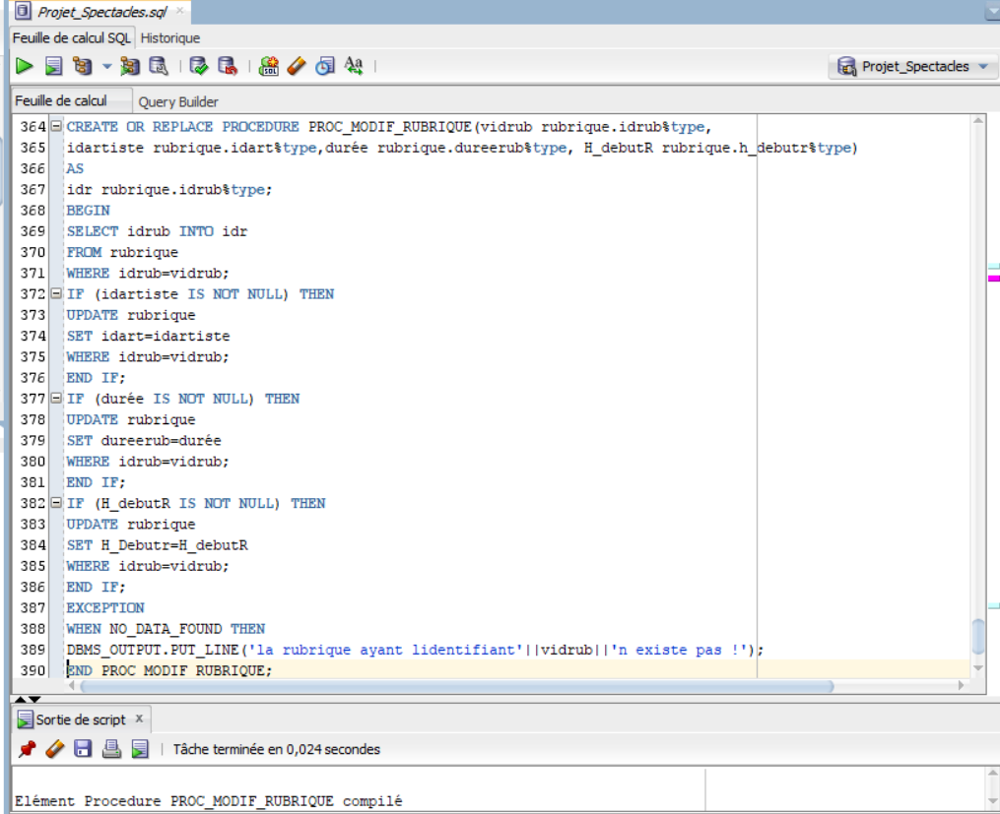 Projet_Spectacles.sql
Feuille de calcul SQL Historique
Projet_Spectacles
Feuille de calcul Query Builder
364 CREATE OR REPLACE PROCEDURE PROC_MODIF_RUBRIQUE(vidrub rubrique.idrub%type,
365 idartiste rubrique.idart%type,durée rubrique.dureerub%type, H_debutR rubrique.h_debutr%type)
366 AS
367 idr rubrique.idrub%type;
368 BEGIN
369 SELECT idrub INTO idr
370 FROM rubrique
371 WHERE idrub=vidrub;
372 IF (idartiste IS NOT NULL) THEN
373 UPDATE rubrique
374 SET idart=idartiste
375 WHERE idrub=vidrub;
376 END IF;
377 IF (durée IS NOT NULL) THEN
378 UPDATE rubrique
379 SET dureerub=durée
380 WHERE idrub=vidrub;
381 END IF;
382 IF (H_debutR IS NOT NULL) THEN
383 UPDATE rubrique
384 SET H_Debutr=H_debutR
385 WHERE idrub=vidrub;
386 END IF;
387 EXCEPTION
388 WHEN NO_DATA_FOUND THEN
389 DBMS_OUTPUT.PUT_LINE('la rubrique ayant lidentifiant'||vidrub||'n existe pas !');
390 END PROC_MODIF_RUBRIQUE;
Sortie de script x
Tâche terminée en 0,024 secondes
Elément Procedure PROC_MODIF_RUBRIQUE compilé